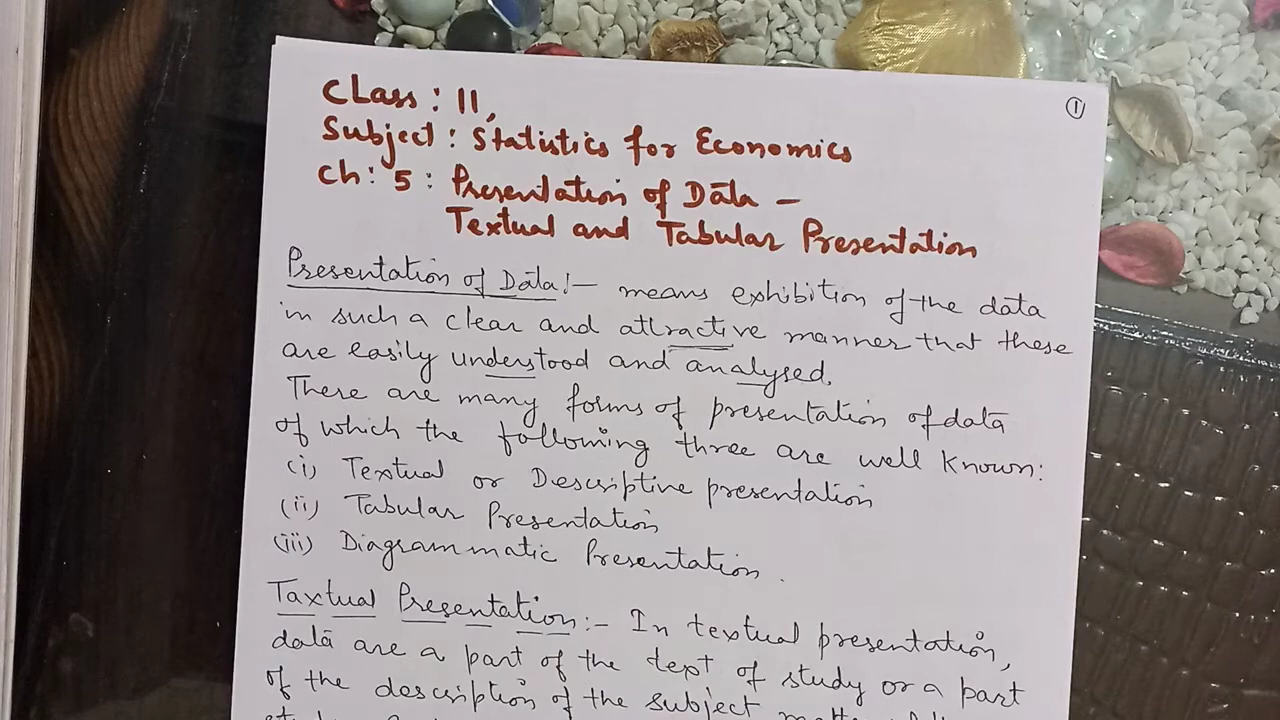 ①
Class: 11,
Subject: Statistics for Economics
Ch: 5: Presentation of Data -
Textual and Tabular Presentation
Presentation of Data:- means exhibition of the data
in such a clear and attractive manner that these
are easily understood and analysed.
There are many forms of presentation of data
of which the following three are well known:
(i) Textual or Descriptive presentation
(ii) Tabular Presentation
(iii) Diagrammatic Presentation.
Taxtual Presentation:- In textual presentation,
data are a part of the text of study or a part
of the description of the subject